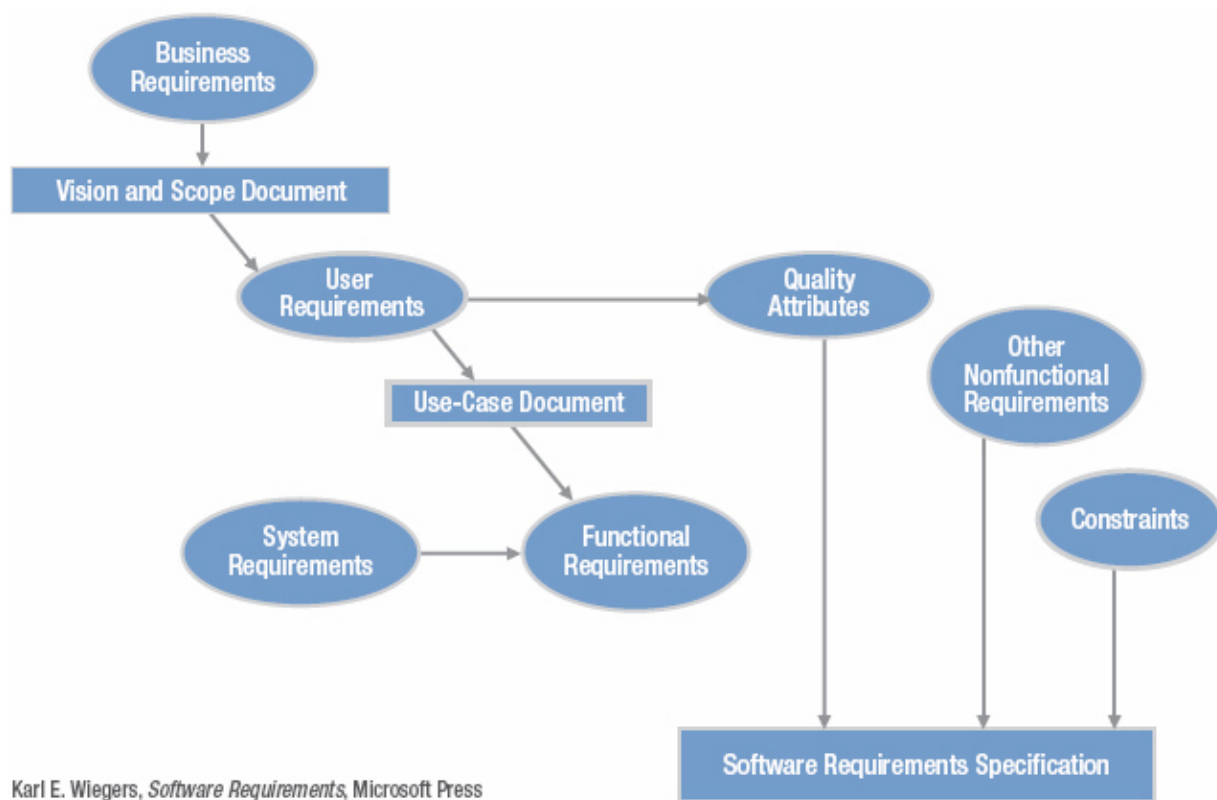 Business
Requirements
Vision and Scope Document
User
Requirements
Quality
Attributes
Other
Nonfunctional
Requirements
Use-Case Document
Constraints
System
Requirements
Functional
Requirements
Software Requirements Specification
Karl E. Wiegers, Software Requirements, Microsoft Press